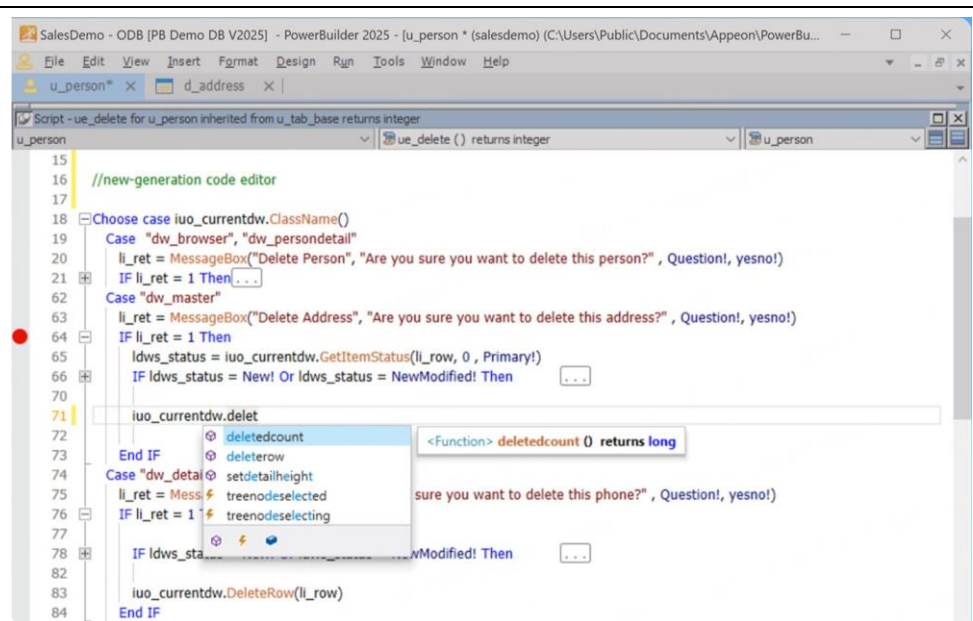 SalesDemo - ODB [PB Demo DB V2025] - PowerBuilder 2025 - [u_person * (salesdemo) (C:\Users\Public\Documents\Appeon\PowerBu...
File Edit View Insert Format Design Run Tools Window Help
u_person* d_address
Script - ue_delete for u_person inherited from u_tab_base returns integer
u_person ue_delete ( ) returns integer u_person
15
16 //new-generation code editor
17
18 Choose case iuo_currentdw.ClassName()
19 Case "dw_browser", "dw_persondetail"
20 li_ret = MessageBox("Delete Person", "Are you sure you want to delete this person?" , Question!, yesno!)
21 IF li_ret = 1 Then...
62 Case "dw_master"
63 li_ret = MessageBox("Delete Address", "Are you sure you want to delete this address?" , Question!, yesno!)
64 IF li_ret = 1 Then
65 ldws_status = iuo_currentdw.GetItemStatus(li_row, 0 , Primary!)
66 IF ldws_status = New! Or ldws_status = NewModified! Then ...
70
71 iuo_currentdw.delet
72 deletedcount <Function> deletedcount () returns long
73 End IF deleterow
74 Case "dw_detai setdetailheight
75 li_ret = Mess treenodeselected sure you want to delete this phone?" , Question!, yesno!)
76 IF li_ret = 1 treenodeselecting
77
78 IF ldws_sta wModified! Then ...
82
83 iuo_currentdw.DeleteRow(li_row)
84 End IF